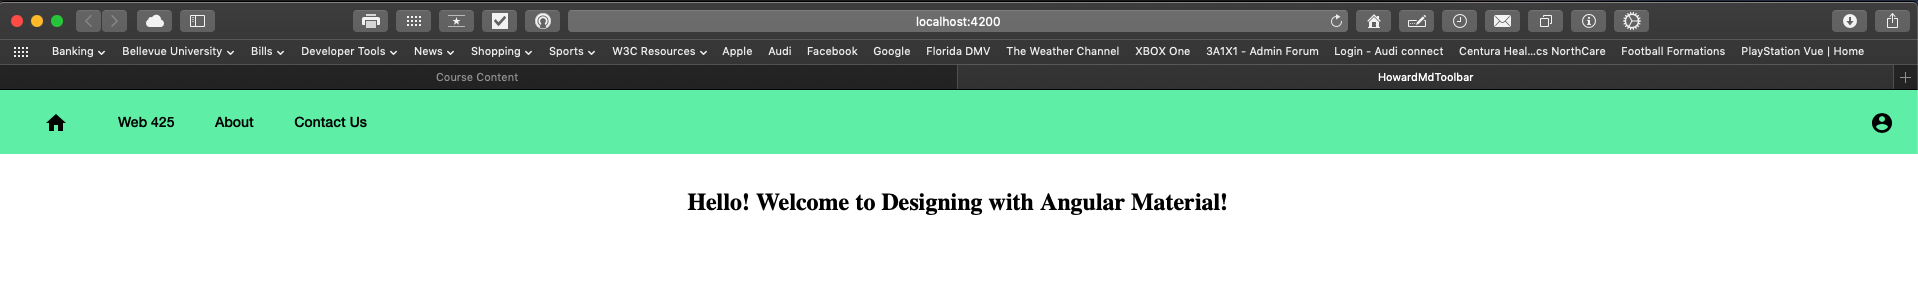 localhost:4200
Banking Bellevue University Bills Developer Tools News Shopping Sports W3C Resources Apple Audi Facebook Google Florida DMV The Weather Channel XBOX One 3A1X1 - Admin Forum Login - Audi connect Centura Heal...cs NorthCare Football Formations PlayStation Vue | Home
Course Content HowardMdToolbar
Web 425 About Contact Us
Hello! Welcome to Designing with Angular Material!